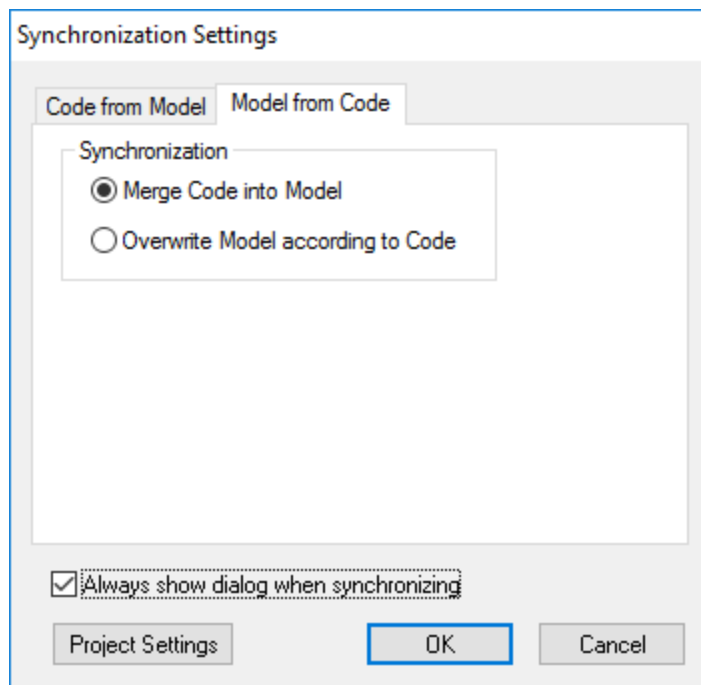 Synchronization Settings
Code from Model
Model from Code
Synchronization
Merge Code into Model
Overwrite Model according to Code
Always show dialog when synchronizing
Project Settings
OK
Cancel